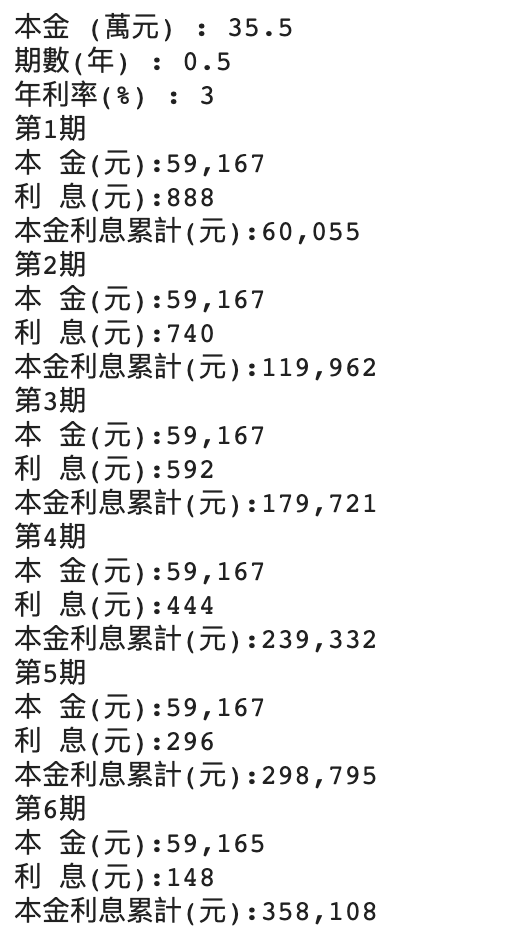 本金 (萬元) : 35.5
期數(年) : 0.5
年利率(%) : 3
第1期
本 金(元):59,167
利 息(元):888
本金利息累計(元):60,055
第2期
本 金(元):59,167
利 息(元):740
本金利息累計(元):119,962
第3期
本 金(元):59,167
利 息(元):592
本金利息累計(元):179,721
第4期
本 金(元):59,167
利 息(元):444
本金利息累計(元):239,332
第5期
本 金(元):59,167
利 息(元):296
本金利息累計(元):298,795
第6期
本 金(元):59,165
利 息(元):148
本金利息累計(元):358,108